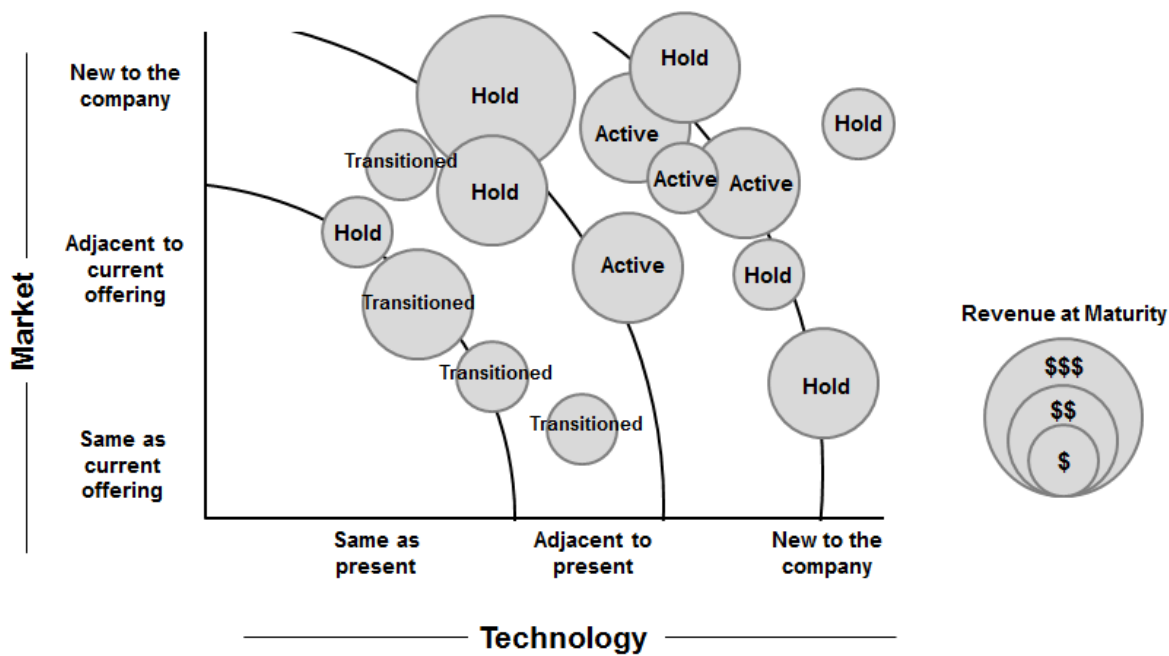 New to the
company
Adjacent to
current
offering
Same as
current
offering
Market
Hold
Hold
Active
Hold
Transitioned
Hold
Active
Active
Hold
Active
Hold
Transitioned
Transitioned
Hold
Transitioned
Same as
present
Adjacent to
present
New to the
company
Technology
Revenue at Maturity
$$$
$$
$